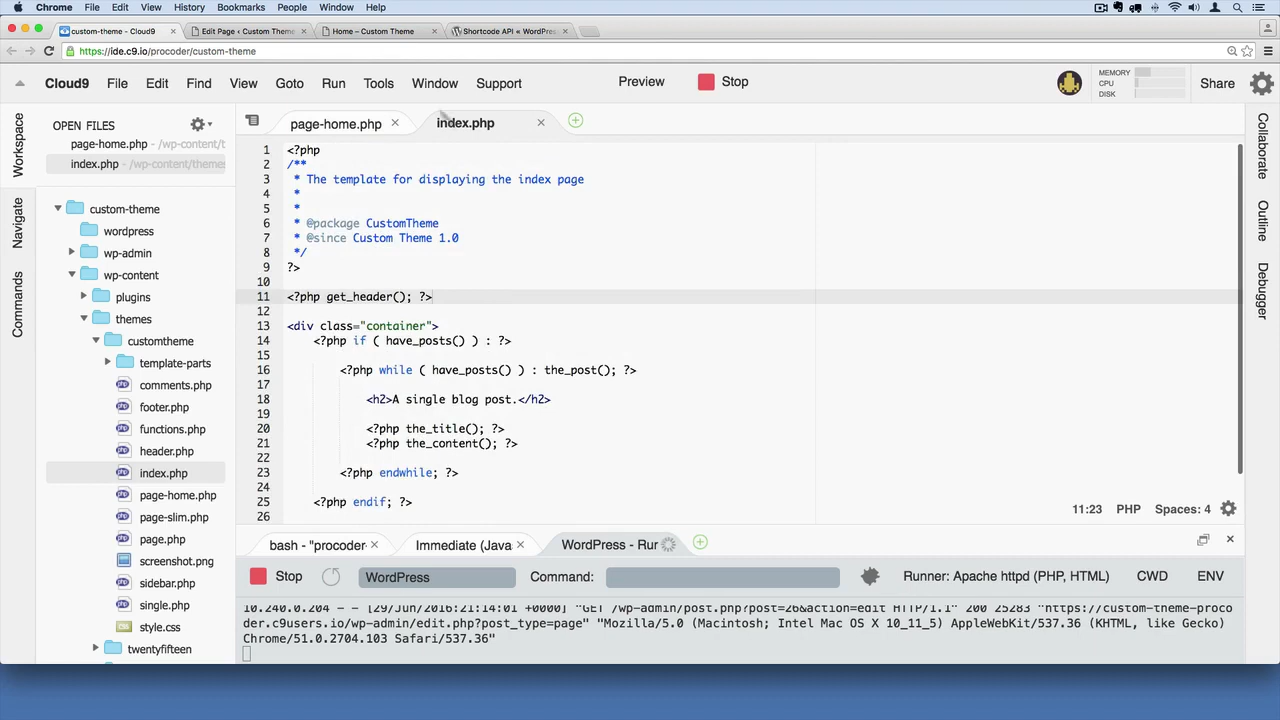 Chrome File Edit View History Bookmarks People Window Help
custom-theme - Cloud9 × Edit Page ‹ Custom Theme × Home – Custom Theme × Shortcode API « WordPres ×
https://ide.c9.io/procoder/custom-theme
Cloud9 File Edit Find View Goto Run Tools Window Support Preview Stop MEMORY CPU DISK Share
Workspace
Navigate
Commands
OPEN FILES
page-home.php - /wp-content/
index.php - /wp-content/themes
custom-theme
wordpress
wp-admin
wp-content
plugins
themes
customtheme
template-parts
comments.php
footer.php
functions.php
header.php
index.php
page-home.php
page-slim.php
page.php
screenshot.png
sidebar.php
single.php
style.css
twentyfifteen
page-home.php × index.php ×
1 <?php
2 /**
3 * The template for displaying the index page
4 *
5 *
6 * @package CustomTheme
7 * @since Custom Theme 1.0
8 */
9 ?>
10
11 <?php get_header(); ?>
12
13 <div class="container">
14 <?php if ( have_posts() ) : ?>
15
16 <?php while ( have_posts() ) : the_post(); ?>
17
18 <h2>A single blog post.</h2>
19
20 <?php the_title(); ?>
21 <?php the_content(); ?>
22
23 <?php endwhile; ?>
24
25 <?php endif; ?>
26
11:23 PHP Spaces: 4
Collaborate
Outline
Debugger
bash - "procoder × Immediate (Java × WordPress - Rur
Stop WordPress Command: Runner: Apache httpd (PHP, HTML) CWD ENV
10.240.0.204 - - [29/Jun/2016:21:14:01 +0000] "GET /wp-admin/post.php?post=26&action=edit HTTP/1.1" 200 25283 "https://custom-theme-proco
der.c9users.io/wp-admin/edit.php?post_type=page" "Mozilla/5.0 (Macintosh; Intel Mac OS X 10_11_5) AppleWebKit/537.36 (KHTML, like Gecko)
Chrome/51.0.2704.103 Safari/537.36"